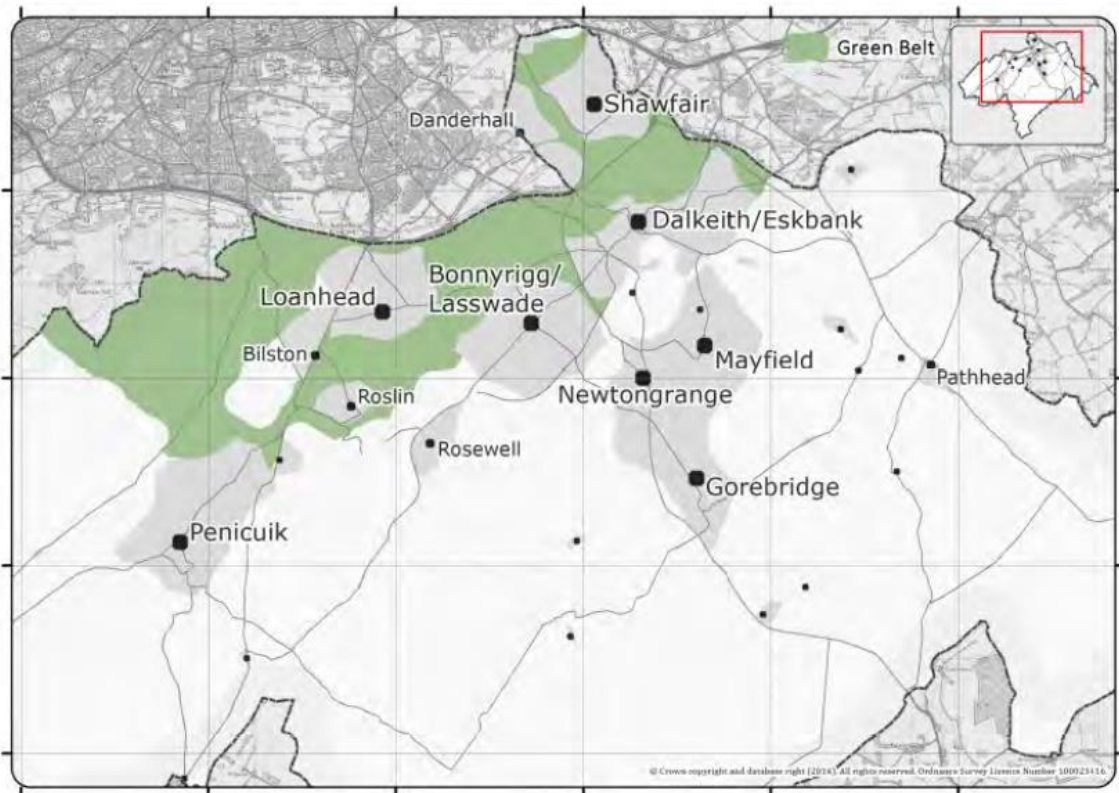 Green Belt
Shawfair
Danderhall
Dalkeith/Eskbank
Bonnyrigg/
Lasswade
Loanhead
Bilston
Mayfield
Pathhead
Newtongrange
Roslin
Rosewell
Gorebridge
Penicuik
© Crown copyright and database right (2016). All rights reserved. Ordnance Survey Licence Number 100023416